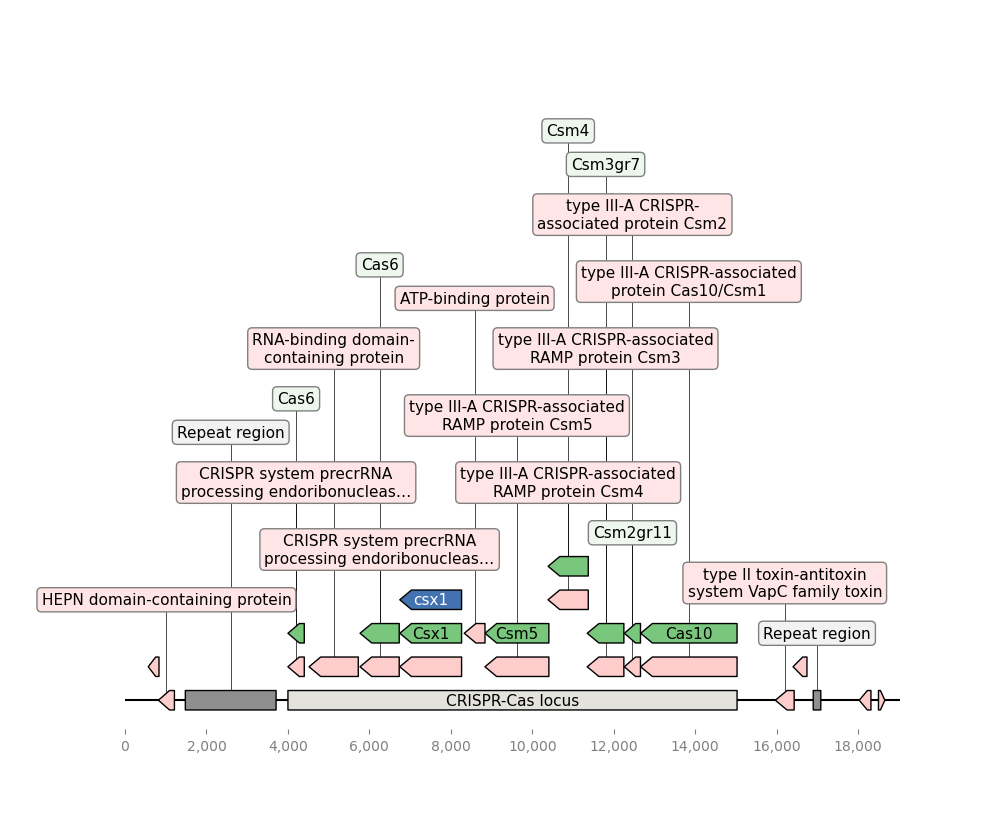 Csm4
Csm3gr7
type III-A CRISPR-
associated protein Csm2
Cas6
type III-A CRISPR-associated
protein Cas10/Csm1
ATP-binding protein
RNA-binding domain-
containing protein
type III-A CRISPR-associated
RAMP protein Csm3
Cas6
type III-A CRISPR-associated
RAMP protein Csm5
Repeat region
CRISPR system precrRNA
processing endoribonucleas...
type III-A CRISPR-associated
RAMP protein Csm4
Csm2gr11
CRISPR system precrRNA
processing endoribonucleas...
type II toxin-antitoxin
system VapC family toxin
HEPN domain-containing protein
csx1
Csx1
Csm5
Cas10
Repeat region
CRISPR-Cas locus
0
2,000
4,000
6,000
8,000
10,000
12,000
14,000
16,000
18,000